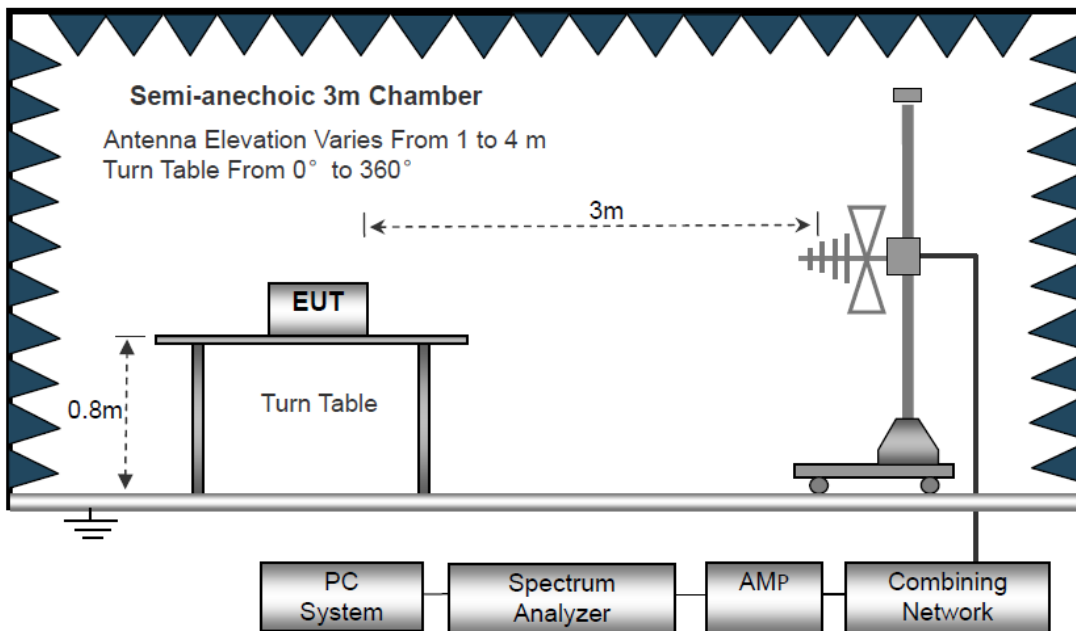 Semi-anechoic 3m Chamber
Antenna Elevation Varies From 1 to 4 m
Turn Table From 0° to 360°
3m
EUT
0.8m
Turn Table
PC
System
Spectrum
Analyzer
AMP
Combining
Network